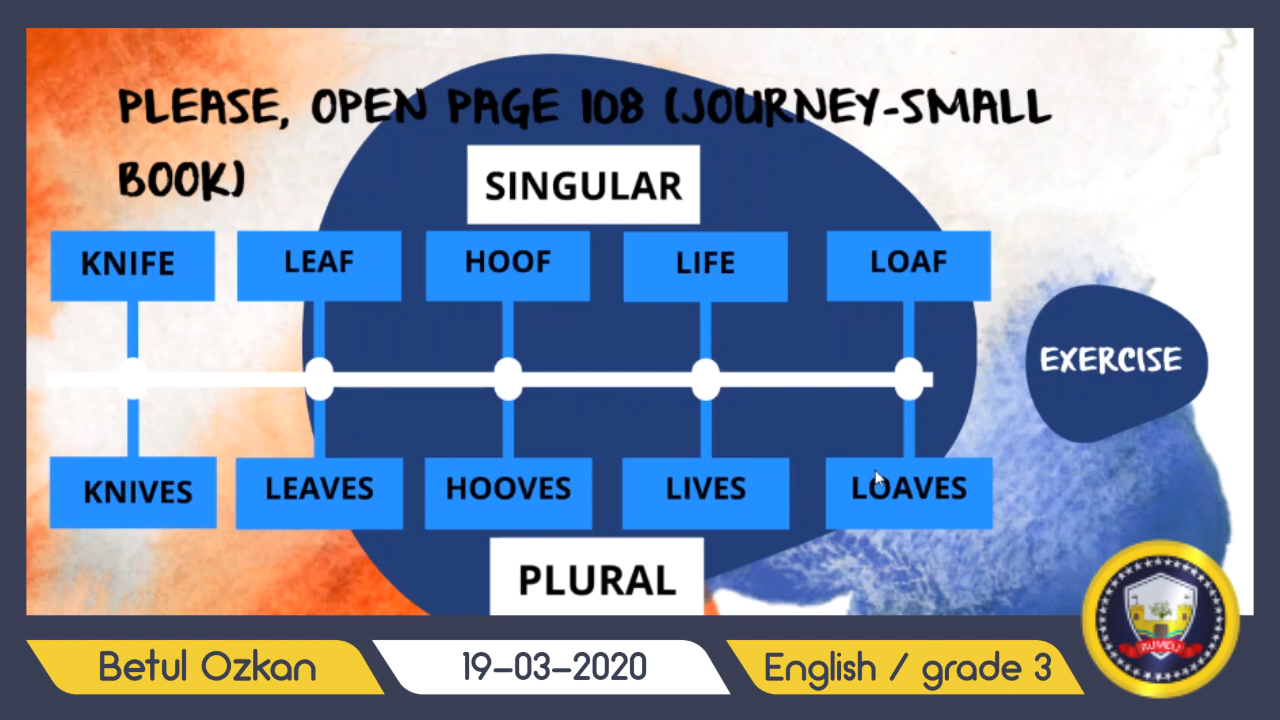 PLEASE, OPEN PAGE 108 (JOURNEY-SMALL
BOOK)
SINGULAR
KNIFE LEAF HOOF LIFE LOAF
EXERCISE
KNIVES LEAVES HOOVES LIVES LOAVES
PLURAL
Betul Ozkan 19-03-2020 English / grade 3